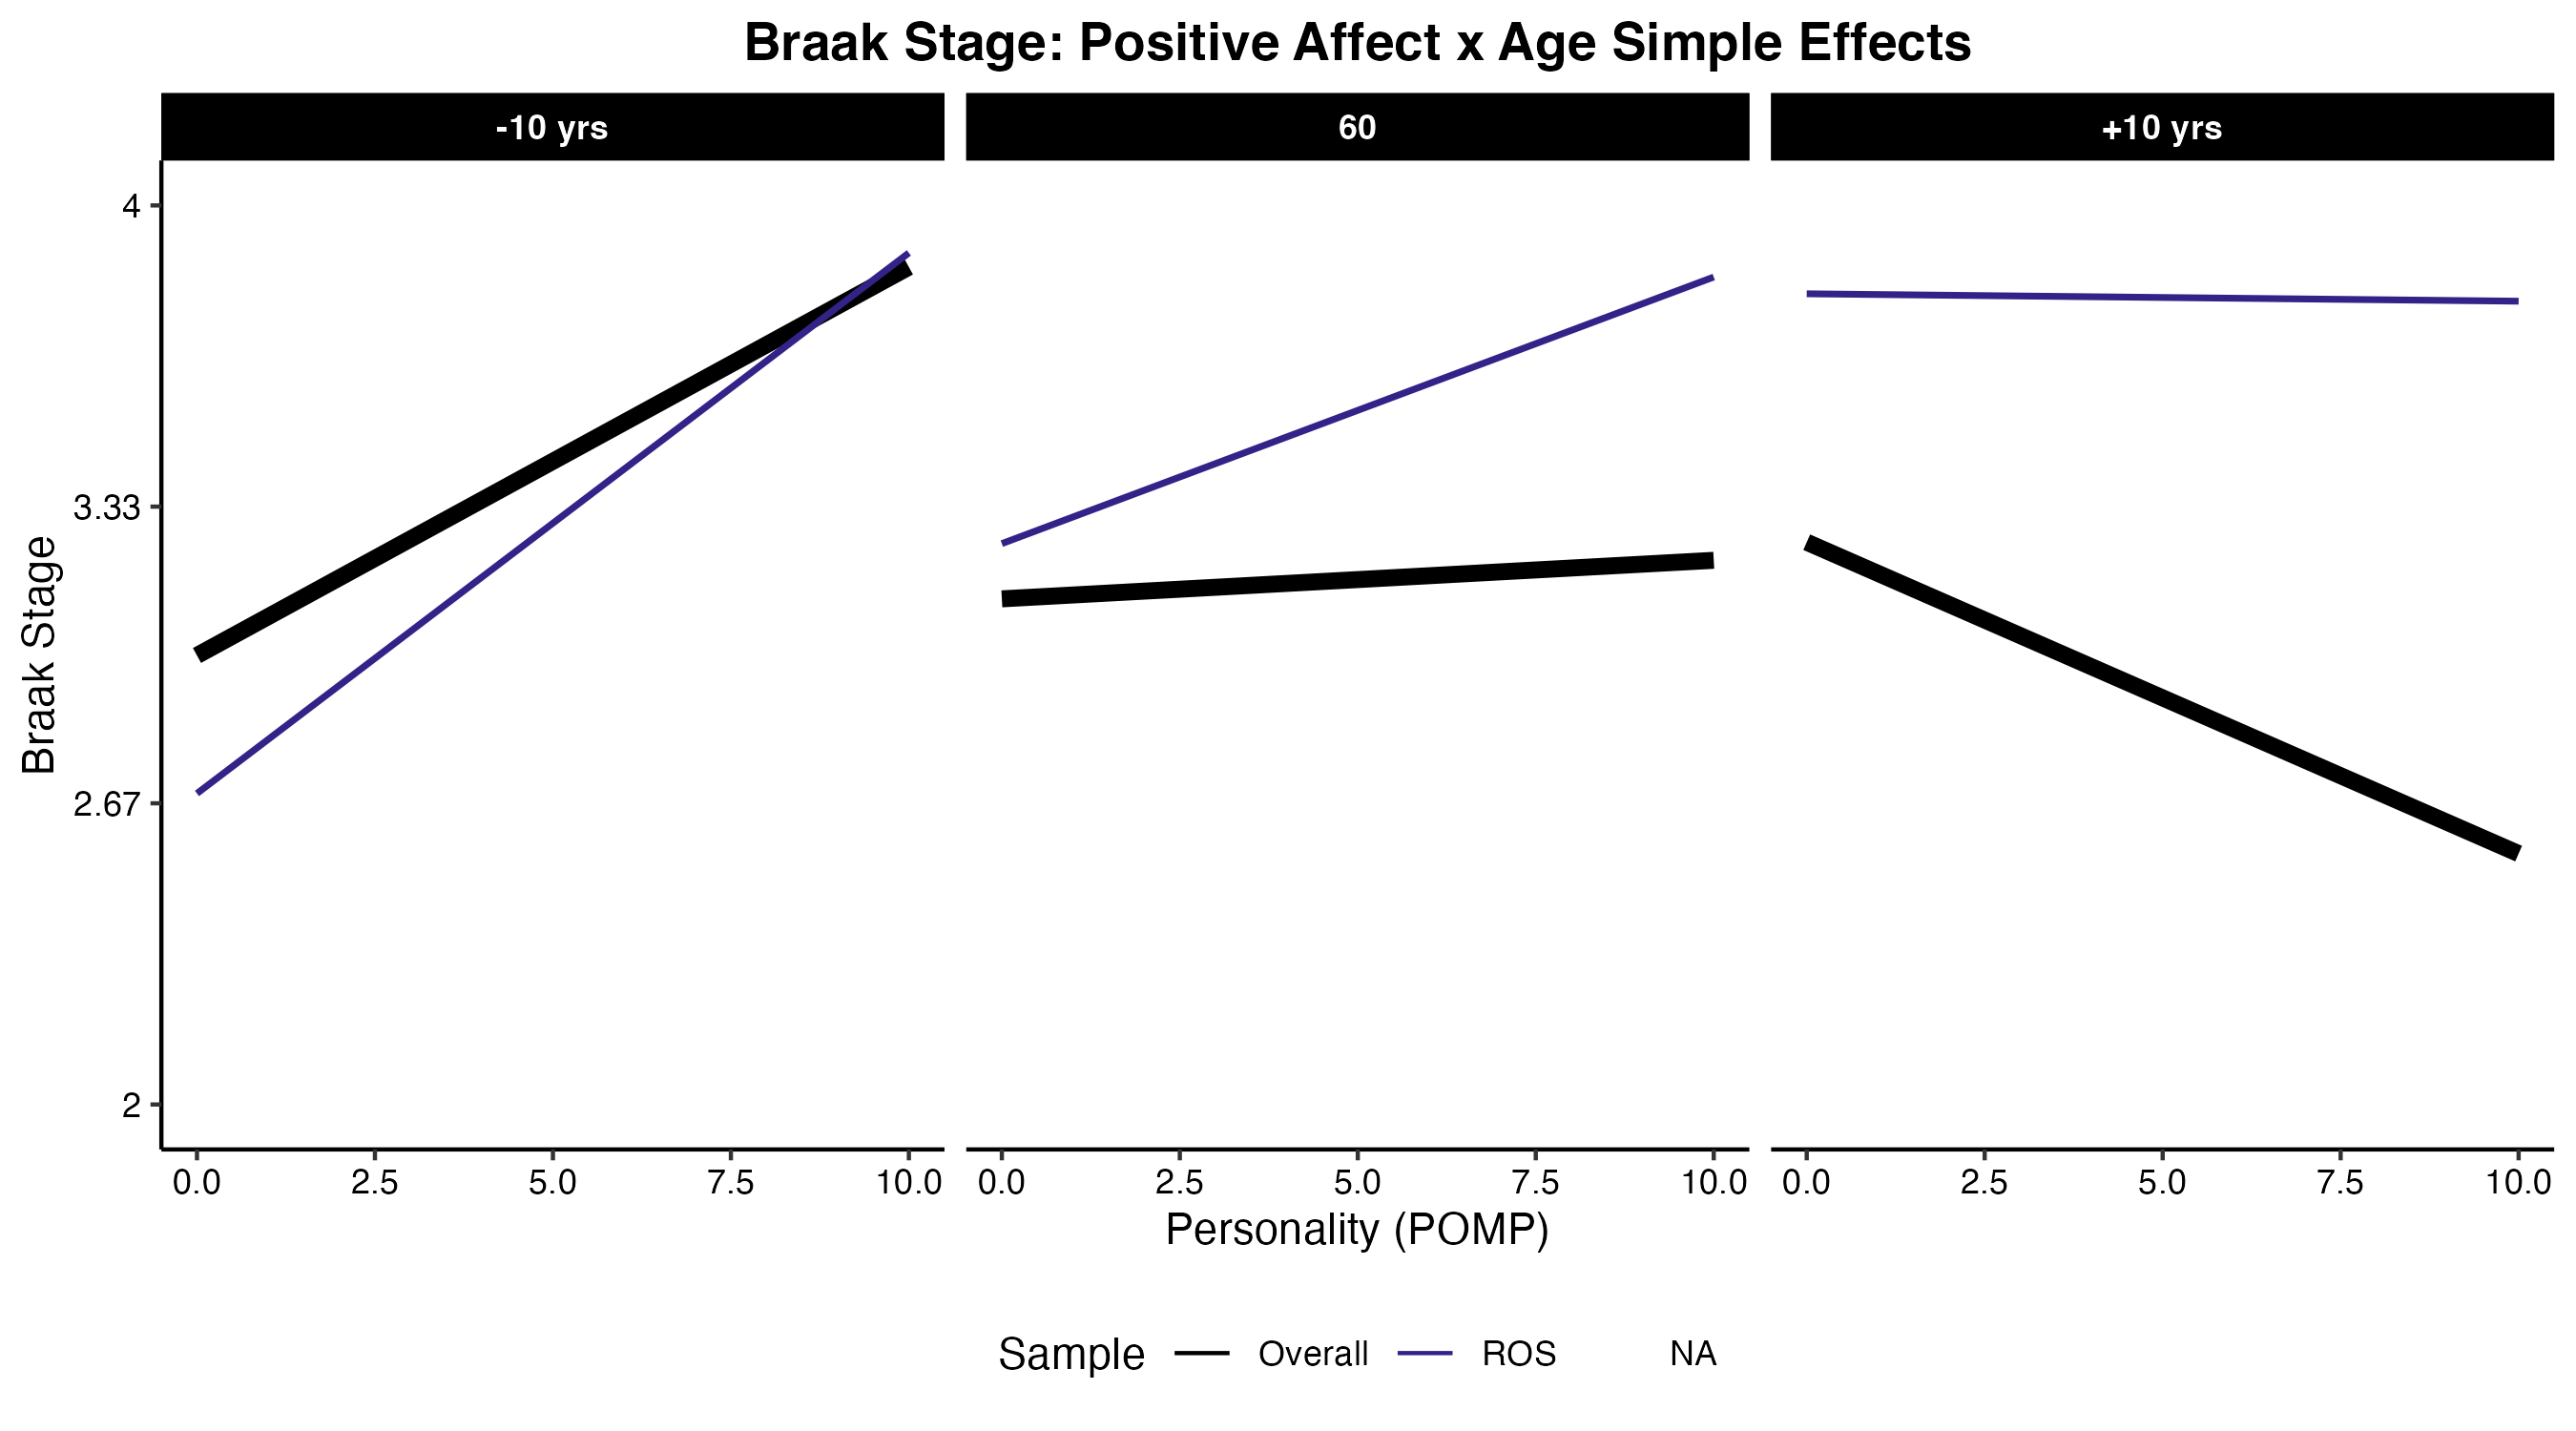 Braak Stage: Positive Affect x Age Simple Effects
-10 yrs 60 +10 yrs
4
3.33
2.67
2
Braak Stage
0.0 2.5 5.0 7.5 10.0 0.0 2.5 5.0 7.5 10.0 0.0 2.5 5.0 7.5 10.0
Personality (POMP)
Sample Overall ROS NA